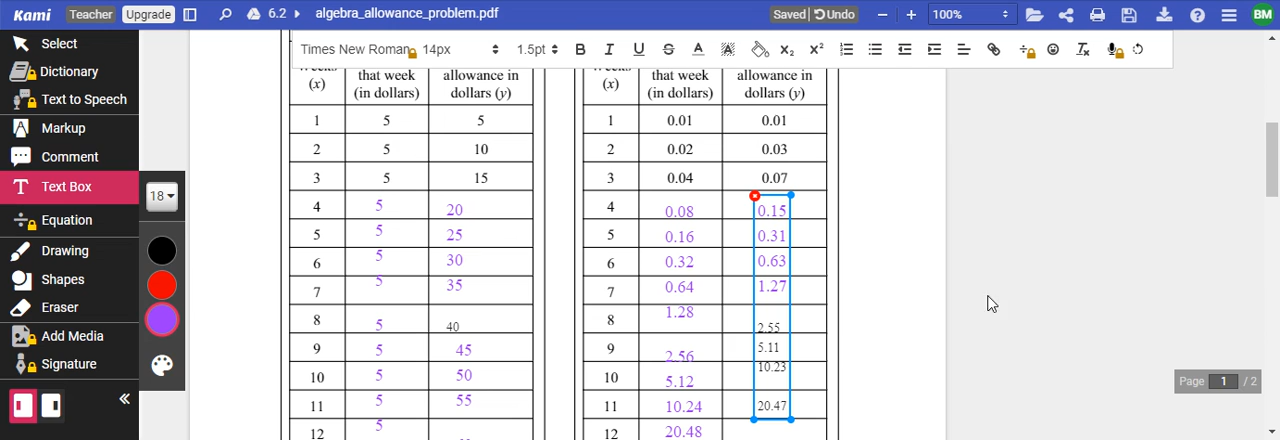 Kami Teacher Upgrade 6.2 algebra_allowance_problem.pdf Saved Undo 100% BM
Select
Dictionary
Text to Speech
Markup
Comment
Text Box
Equation
Drawing
Shapes
Eraser
Add Media
Signature
18
Times New Roman 14px 1.5pt B I U S A X₂ X²
(x) that week (in dollars) allowance in dollars (y)
1 5 5
2 5 10
3 5 15
4 5 20
5 5 25
6 5 30
7 5 35
8 5 40
9 5 45
10 5 50
11 5 55
12 5
weeks (x) that week (in dollars) allowance in dollars (y)
1 0.01 0.01
2 0.02 0.03
3 0.04 0.07
4 0.08 0.15
5 0.16 0.31
6 0.32 0.63
7 0.64 1.27
8 1.28 2.55
9 2.56 5.11
10 5.12 10.23
11 10.24 20.47
12 20.48
Page 1 / 2